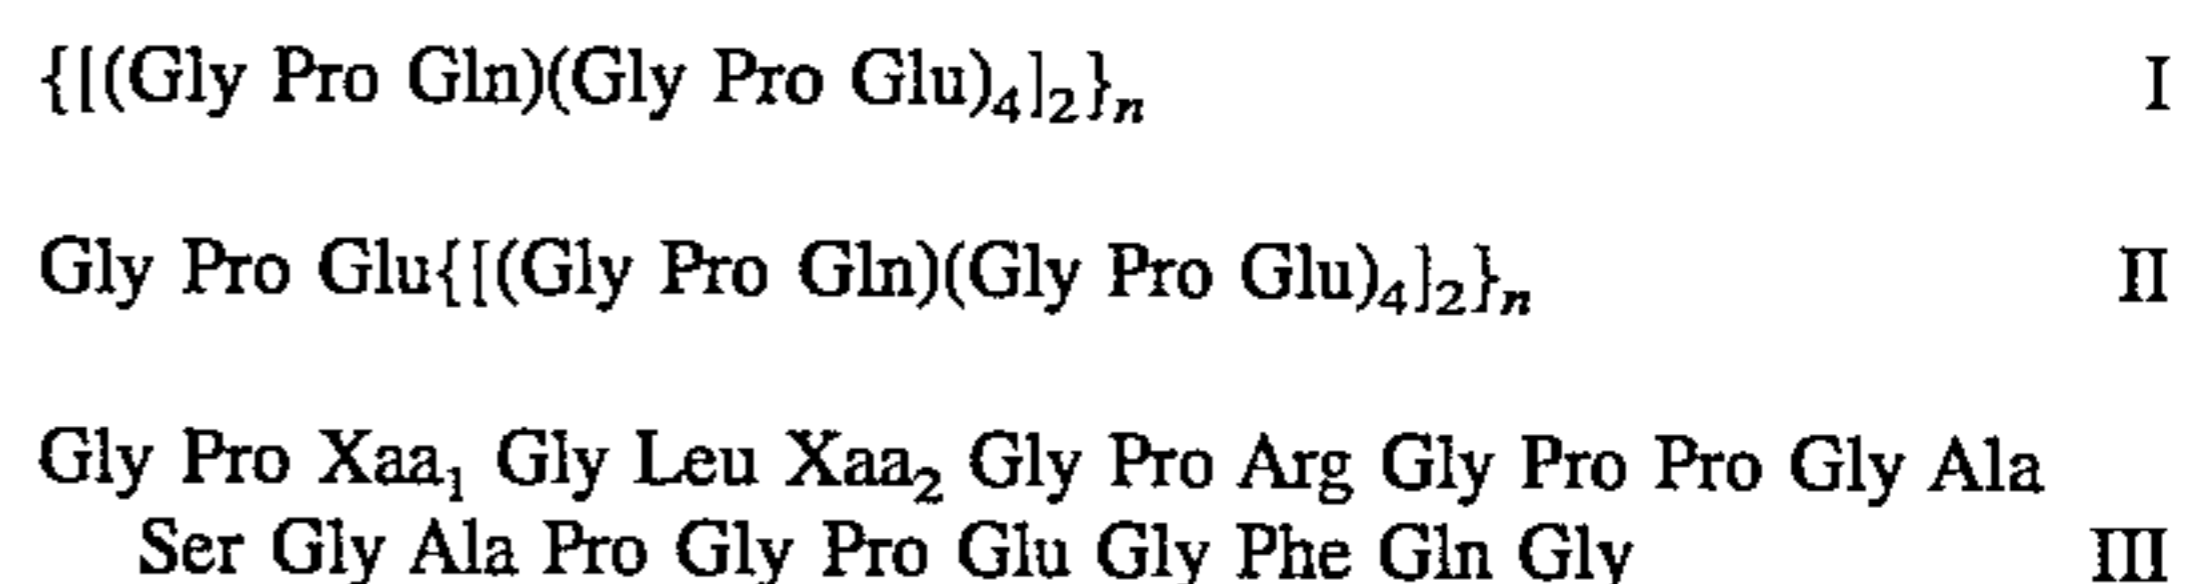 {[(Gly Pro Gln)(Gly Pro Glu)₄]₂}ₙ I
Gly Pro Glu{[(Gly Pro Gln)(Gly Pro Glu)₄]₂}ₙ II
Gly Pro Xaa₁ Gly Leu Xaa₂ Gly Pro Arg Gly Pro Pro Gly Ala
Ser Gly Ala Pro Gly Pro Glu Gly Phe Gln Gly III